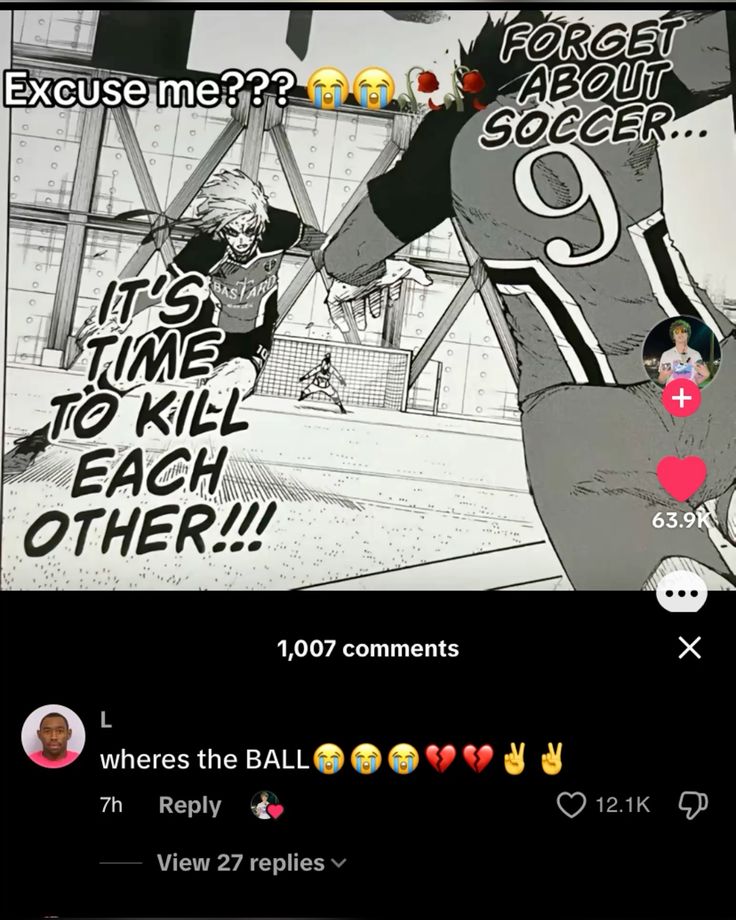 Excuse me??? 😭😭🥀🥀
FORGET
ABOUT
SOCCER...
9
BASTARD
IT'S
TIME
TO KILL
EACH
OTHER!!!
63.9K
1,007 comments
L
wheres the BALL😭😭😭💔💔✌️✌️
7h Reply 12.1K
View 27 replies